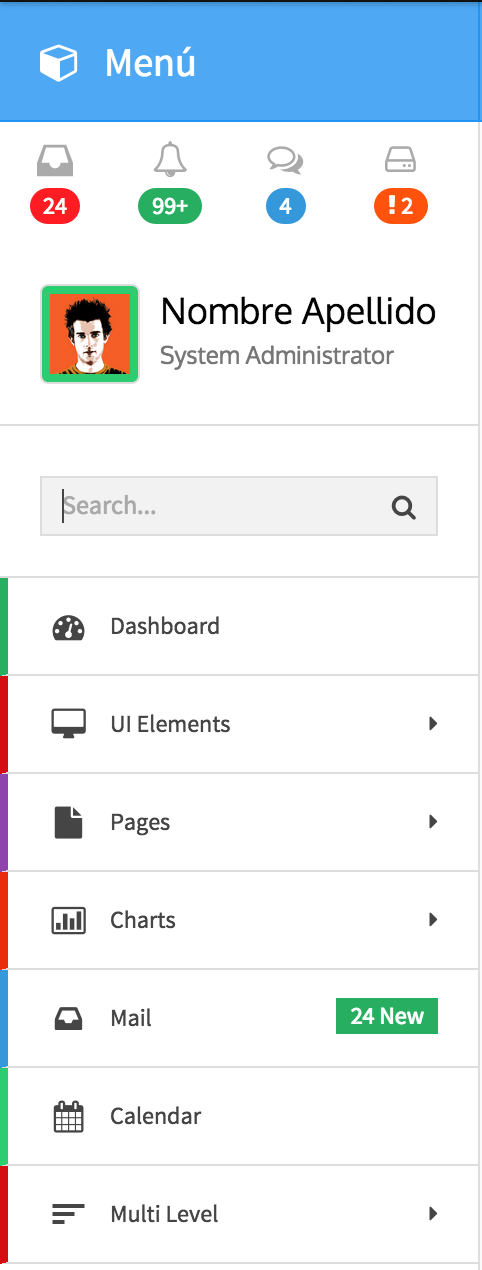 Menú
24
99+
4
! 2
Nombre Apellido
System Administrator
Search...
Dashboard
UI Elements
Pages
Charts
Mail
24 New
Calendar
Multi Level